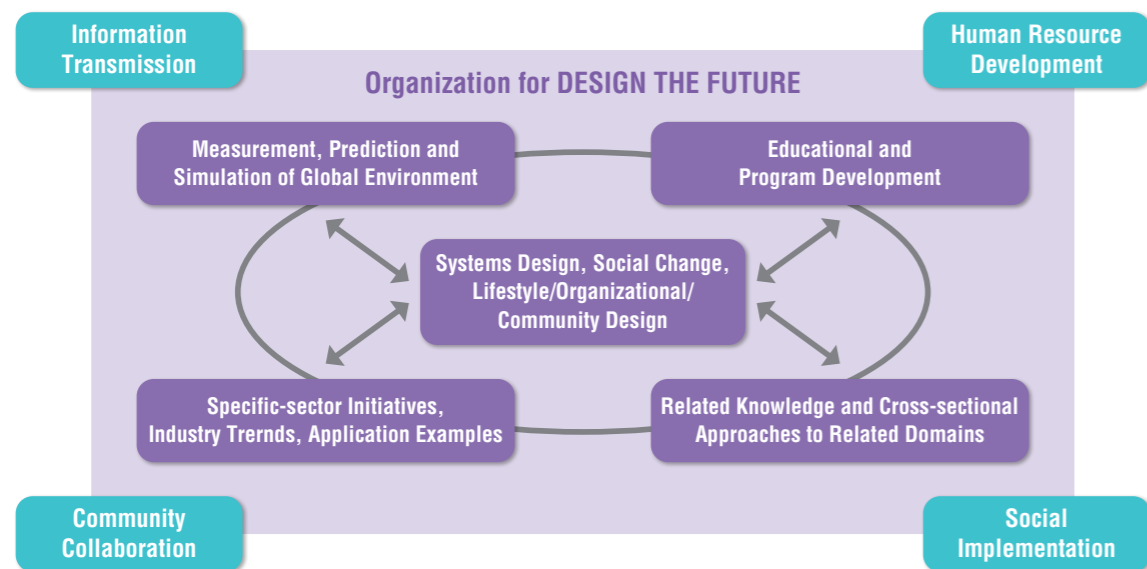 Information
Transmission
Human Resource
Development
Organization for DESIGN THE FUTURE
Measurement, Prediction and
Simulation of Global Environment
Educational and
Program Development
Systems Design, Social Change,
Lifestyle/Organizational/
Community Design
Specific-sector Initiatives,
Industry Trernds, Application Examples
Related Knowledge and Cross-sectional
Approaches to Related Domains
Community
Collaboration
Social
Implementation